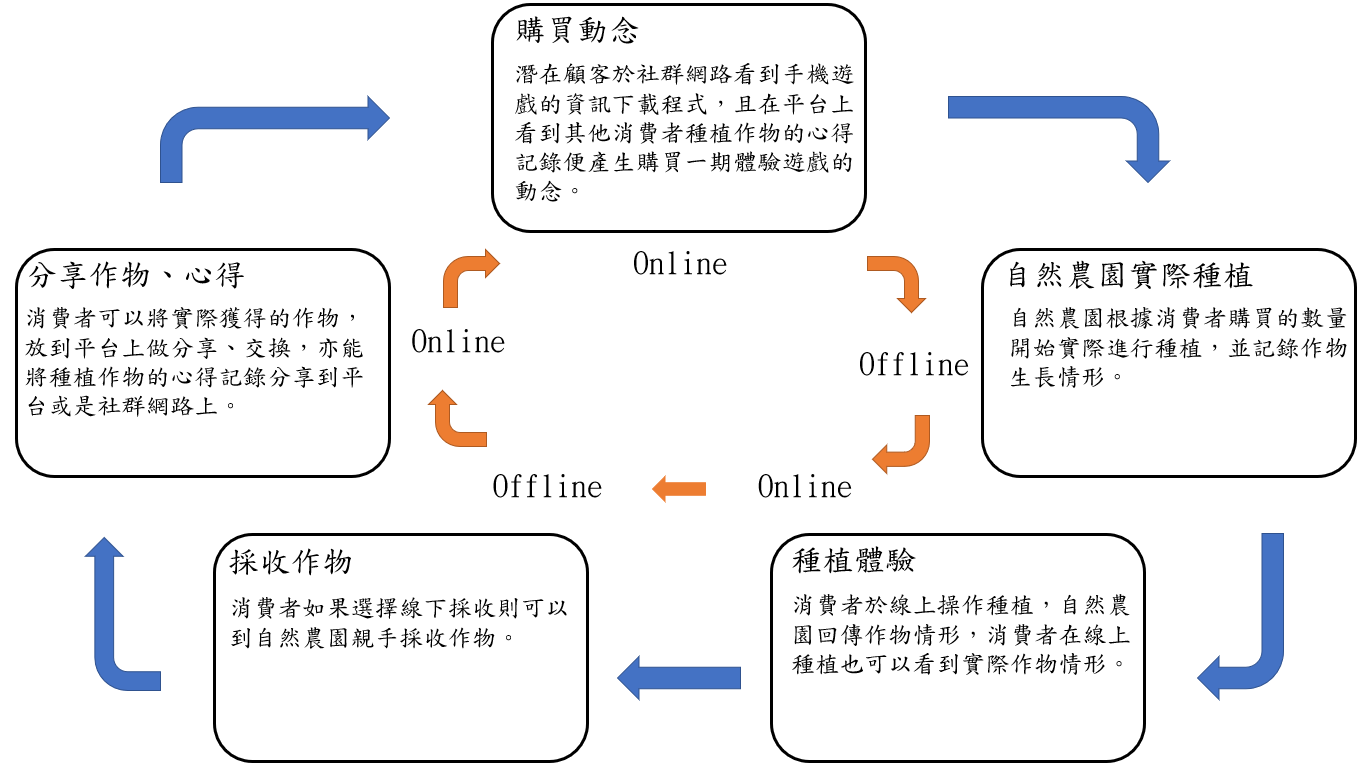 購買動念
潛在顧客於社群網路看到手機遊
戲的資訊下載程式，且在平台上
看到其他消費者種植作物的心得
記錄便產生購買一期體驗遊戲的
動念。
Online
分享作物、心得
消費者可以將實際獲得的作物，
放到平台上做分享、交換，亦能
將種植作物的心得記錄分享到平
台或是社群網路上。
Online
Offline
自然農園實際種植
自然農園根據消費者購買的數量
開始實際進行種植，並記錄作物
生長情形。
Offline
Online
採收作物
消費者如果選擇線下採收則可以
到自然農園親手採收作物。
種植體驗
消費者於線上操作種植，自然農
園回傳作物情形，消費者在線上
種植也可以看到實際作物情形。